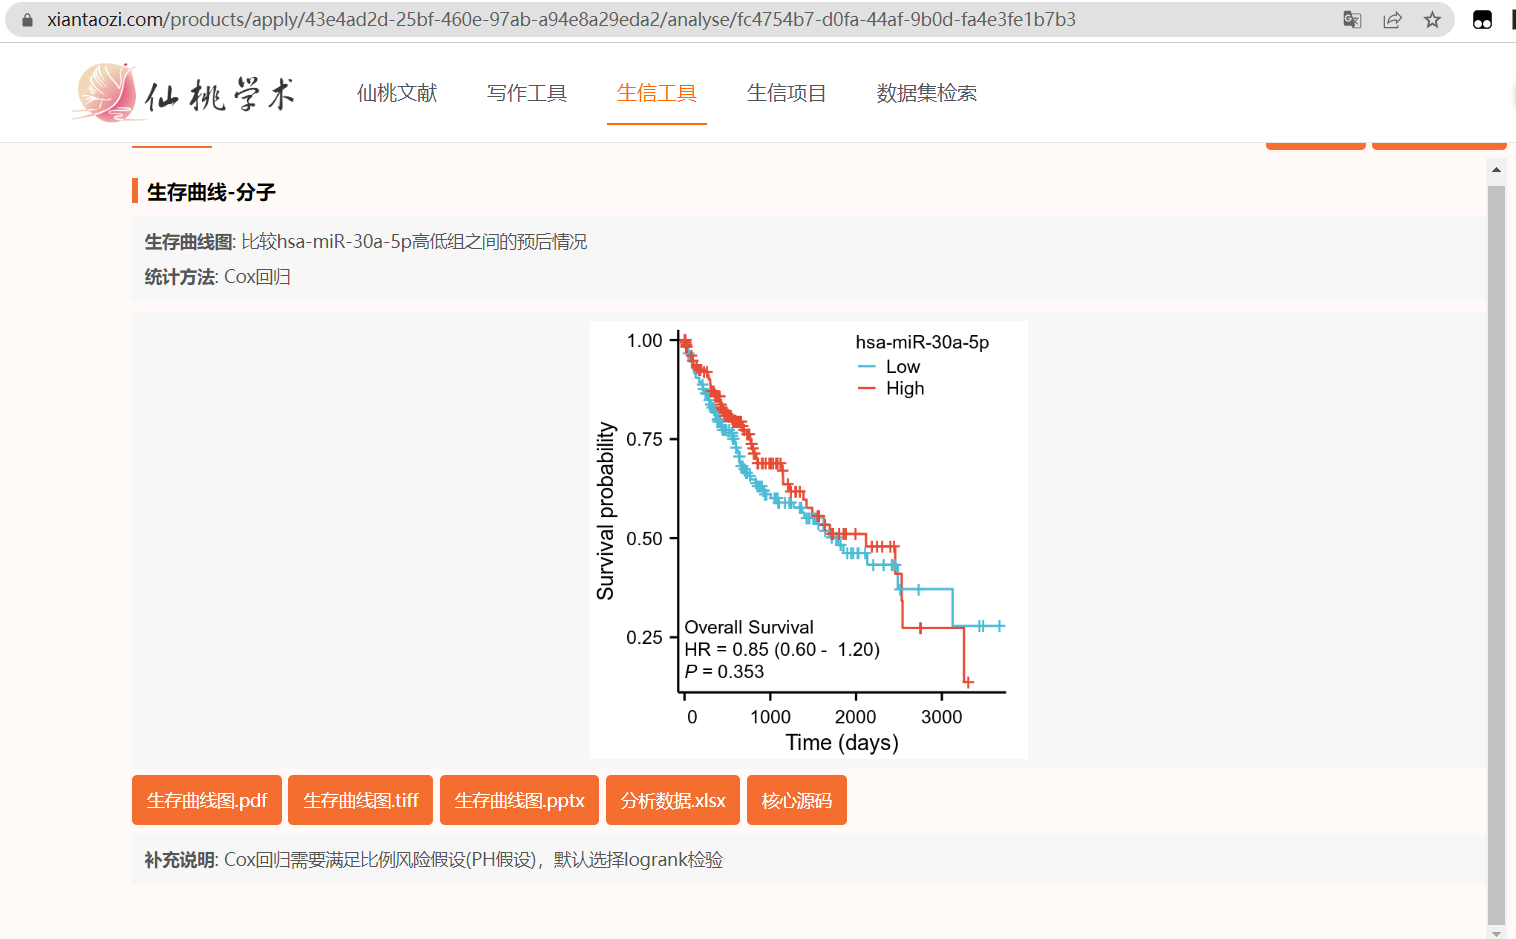 xiantaozi.com/products/apply/43e4ad2d-25bf-460e-97ab-a94e8a29eda2/analyse/fc4754b7-d0fa-44af-9b0d-fa4e3fe1b7b3
仙桃学术
仙桃文献 写作工具 生信工具 生信项目 数据集检索
生存曲线-分子
生存曲线图: 比较hsa-miR-30a-5p高低组之间的预后情况
统计方法: Cox回归
hsa-miR-30a-5p
Low
High
Survival probability
1.00
0.75
0.50
0.25
Overall Survival
HR = 0.85 (0.60 - 1.20)
P = 0.353
0 1000 2000 3000
Time (days)
生存曲线图.pdf 生存曲线图.tiff 生存曲线图.pptx 分析数据.xlsx 核心源码
补充说明: Cox回归需要满足比例风险假设(PH假设)，默认选择logrank检验